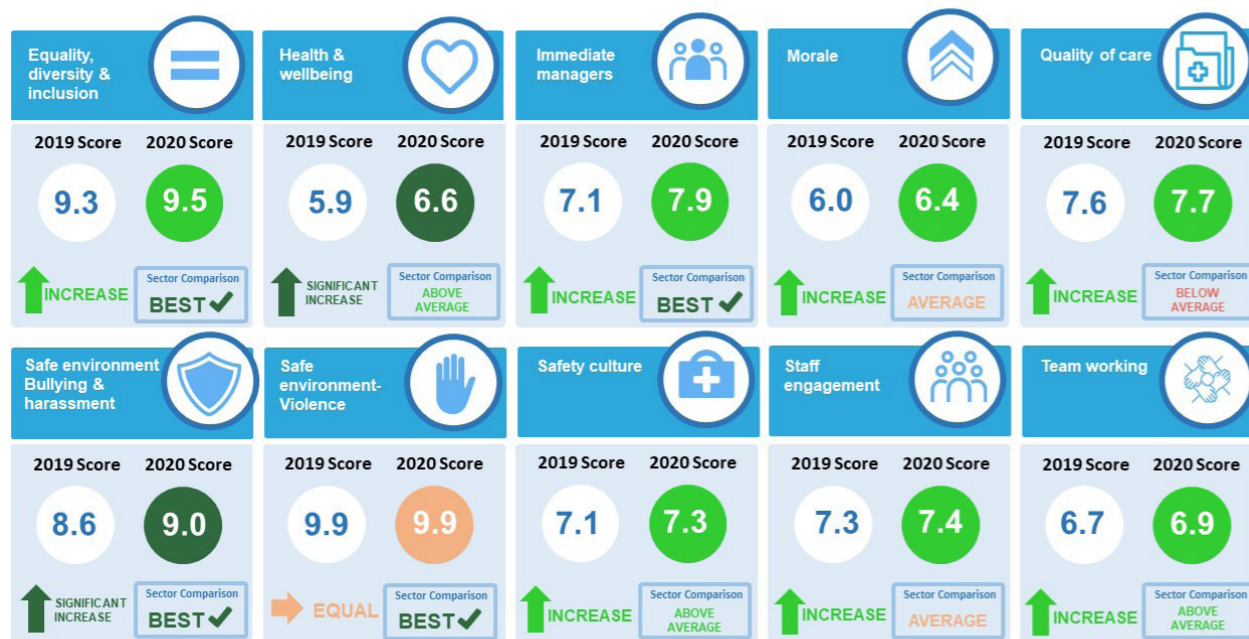 Equality,
diversity &
inclusion
2019 Score 2020 Score
9.3 9.5
INCREASE
Sector Comparison
BEST
Health &
wellbeing
2019 Score 2020 Score
5.9 6.6
SIGNIFICANT
INCREASE
Sector Comparison
ABOVE
AVERAGE
Immediate
managers
2019 Score 2020 Score
7.1 7.9
INCREASE
Sector Comparison
BEST
Morale
2019 Score 2020 Score
6.0 6.4
INCREASE
Sector Comparison
AVERAGE
Quality of care
2019 Score 2020 Score
7.6 7.7
INCREASE
Sector Comparison
BELOW
AVERAGE
Safe environment
Bullying &
harassment
2019 Score 2020 Score
8.6 9.0
SIGNIFICANT
INCREASE
Sector Comparison
BEST
Safe
environment-
Violence
2019 Score 2020 Score
9.9 9.9
EQUAL
Sector Comparison
BEST
Safety culture
2019 Score 2020 Score
7.1 7.3
INCREASE
Sector Comparison
ABOVE
AVERAGE
Staff
engagement
2019 Score 2020 Score
7.3 7.4
INCREASE
Sector Comparison
AVERAGE
Team working
2019 Score 2020 Score
6.7 6.9
INCREASE
Sector Comparison
ABOVE
AVERAGE